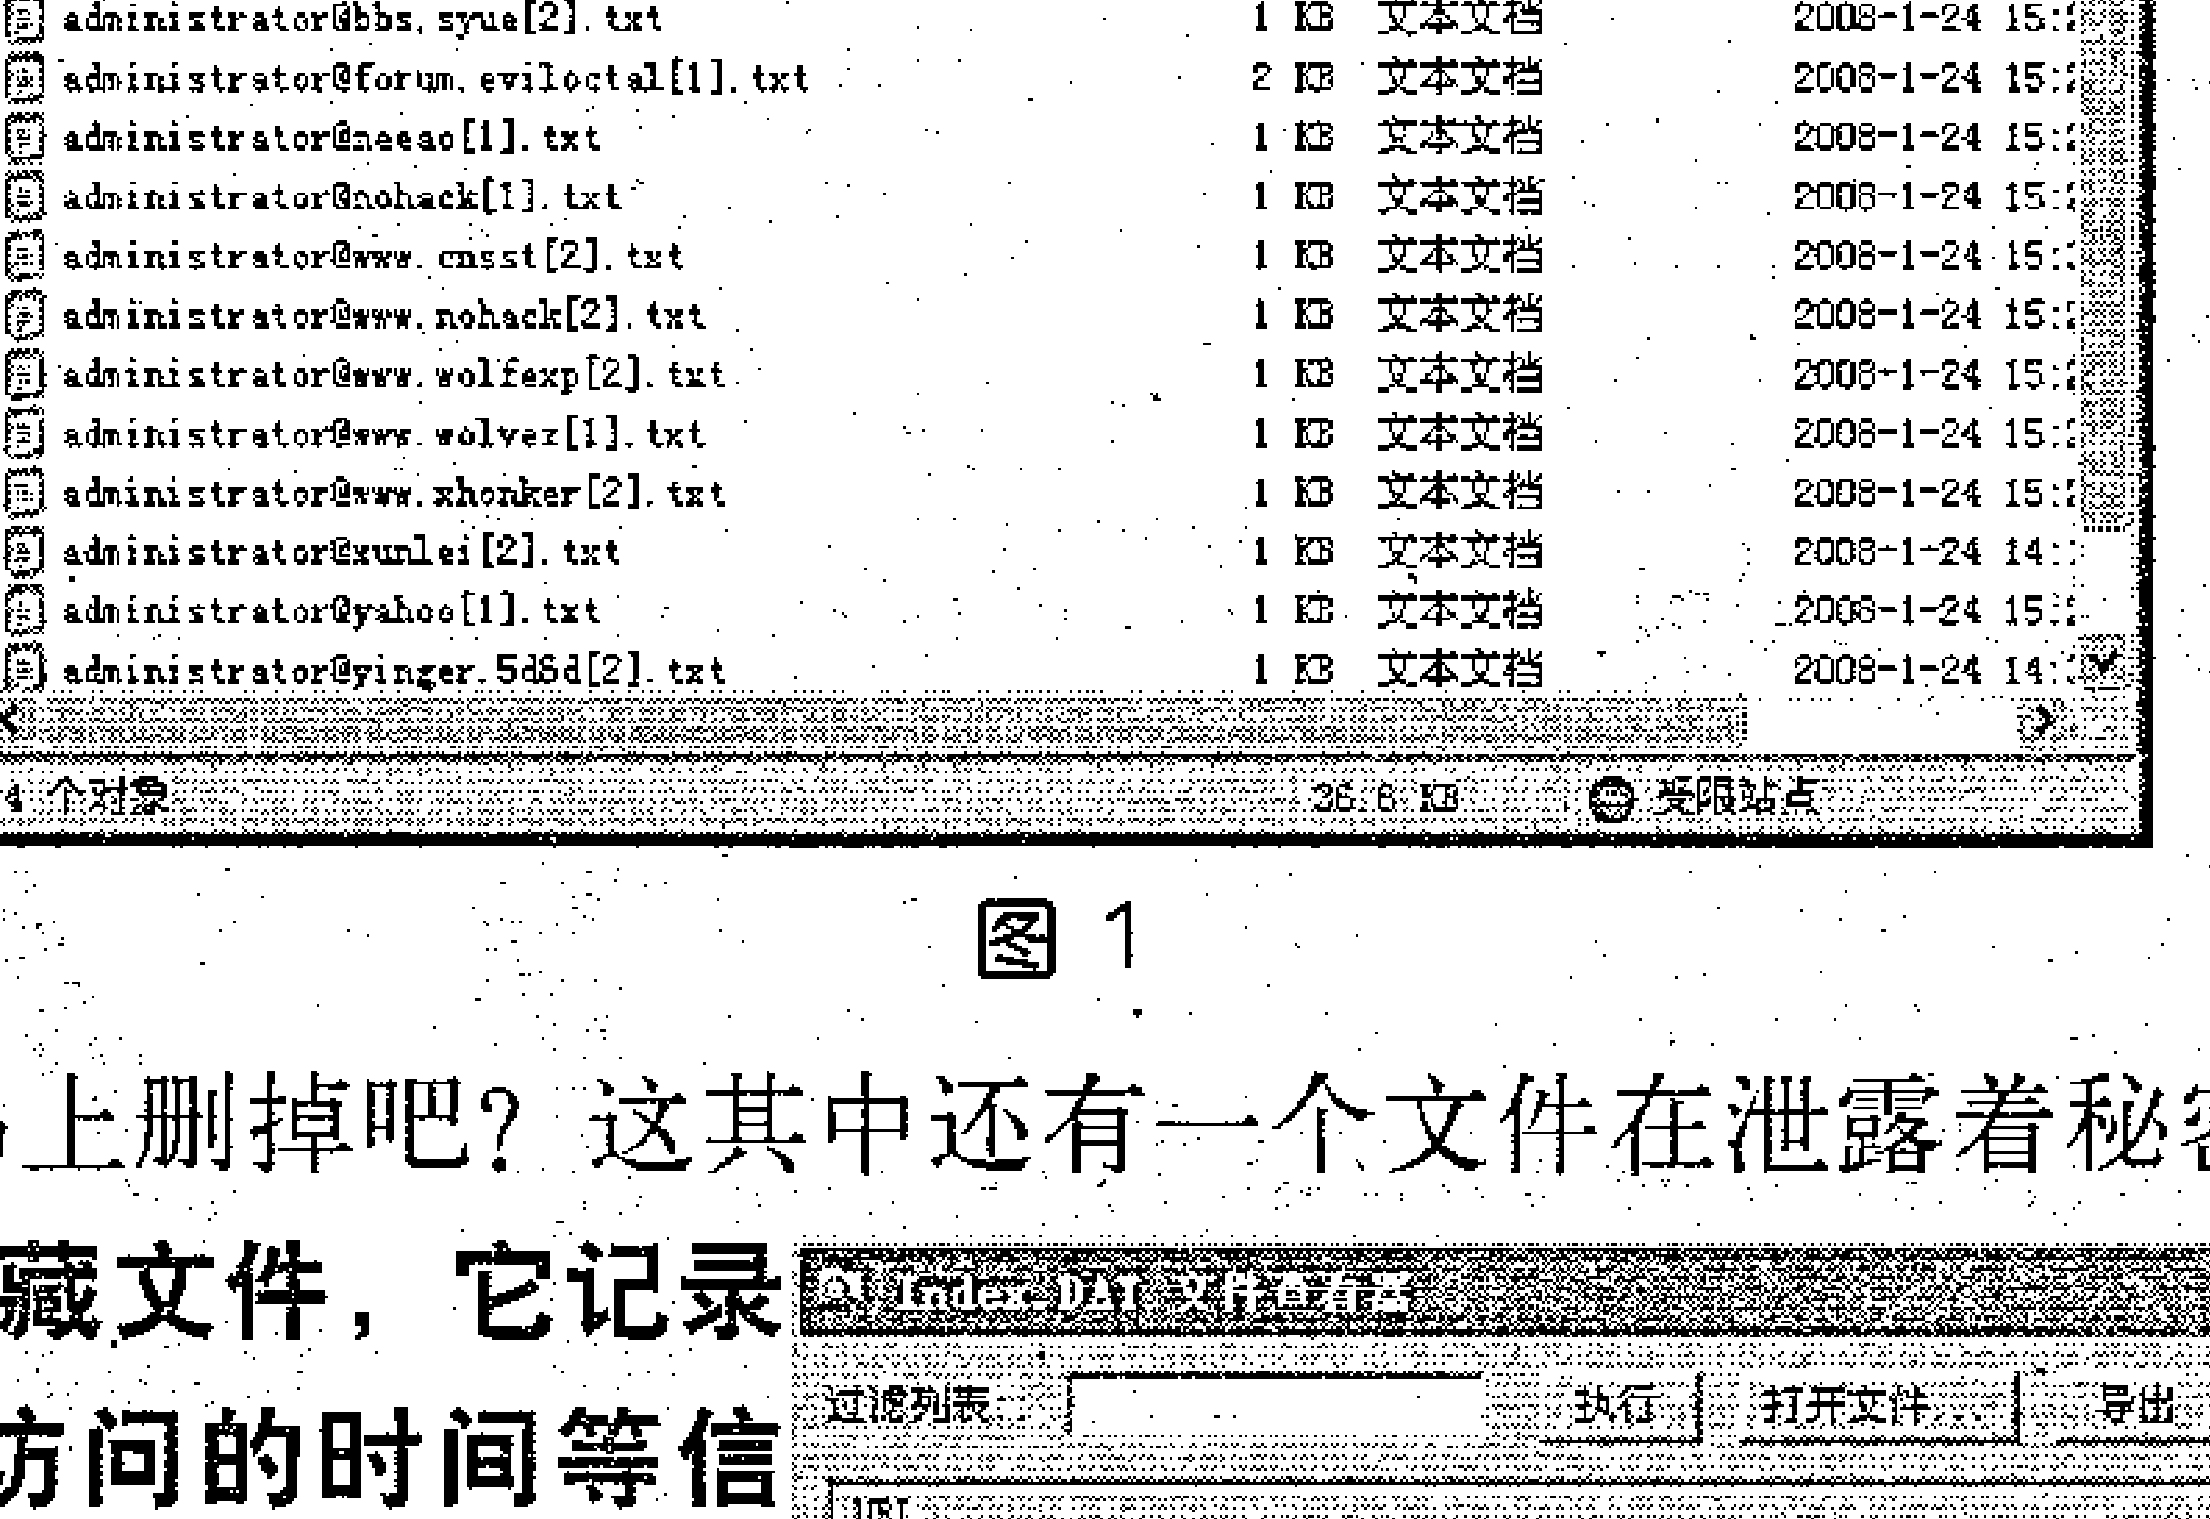 administrator@bbs.syue[2].txt 1 KB 文本文档 2008-1-24 15:
administrator@forum.eviloctal[1].txt 2 KB 文本文档 2008-1-24 15:
administrator@neeao[1].txt 1 KB 文本文档 2008-1-24 15:
administrator@nohack[1].txt 1 KB 文本文档 2008-1-24 15:
administrator@www.cnsst[2].txt 1 KB 文本文档 2008-1-24 15:
administrator@www.nohack[2].txt 1 KB 文本文档 2008-1-24 15:
administrator@www.wolfexp[2].txt 1 KB 文本文档 2008-1-24 15:
administrator@www.wolvez[1].txt 1 KB 文本文档 2008-1-24 15:
administrator@www.xhonker[2].txt 1 KB 文本文档 2008-1-24 15:
administrator@xunlei[2].txt 1 KB 文本文档 2008-1-24 14:
administrator@yahoo[1].txt 1 KB 文本文档 2008-1-24 15:
administrator@yinger.5d6d[2].txt 1 KB 文本文档 2008-1-24 14:
4 个对象 36.6 KB 受限站点
图 1
上删掉吧？这其中还有一个文件在泄露着秘密
藏文件，它记录
Index-DAT 文件查看器
过滤列表: 执行 打开文件... 导出
访问的时间等信
URL